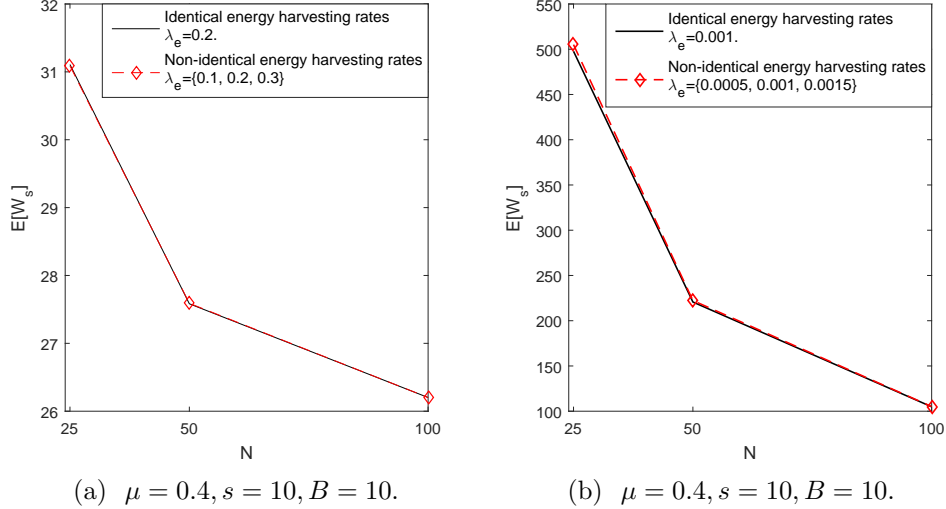 32
31
30
29
28
27
26
E[W_s]
25
50
100
N
Identical energy harvesting rates
λ_e=0.2.
Non-identical energy harvesting rates
λ_e={0.1, 0.2, 0.3}
(a) μ = 0.4, s = 10, B = 10.
550
500
450
400
350
300
250
200
150
100
E[W_s]
25
50
100
N
Identical energy harvesting rates
λ_e=0.001.
Non-identical energy harvesting rates
λ_e={0.0005, 0.001, 0.0015}
(b) μ = 0.4, s = 10, B = 10.